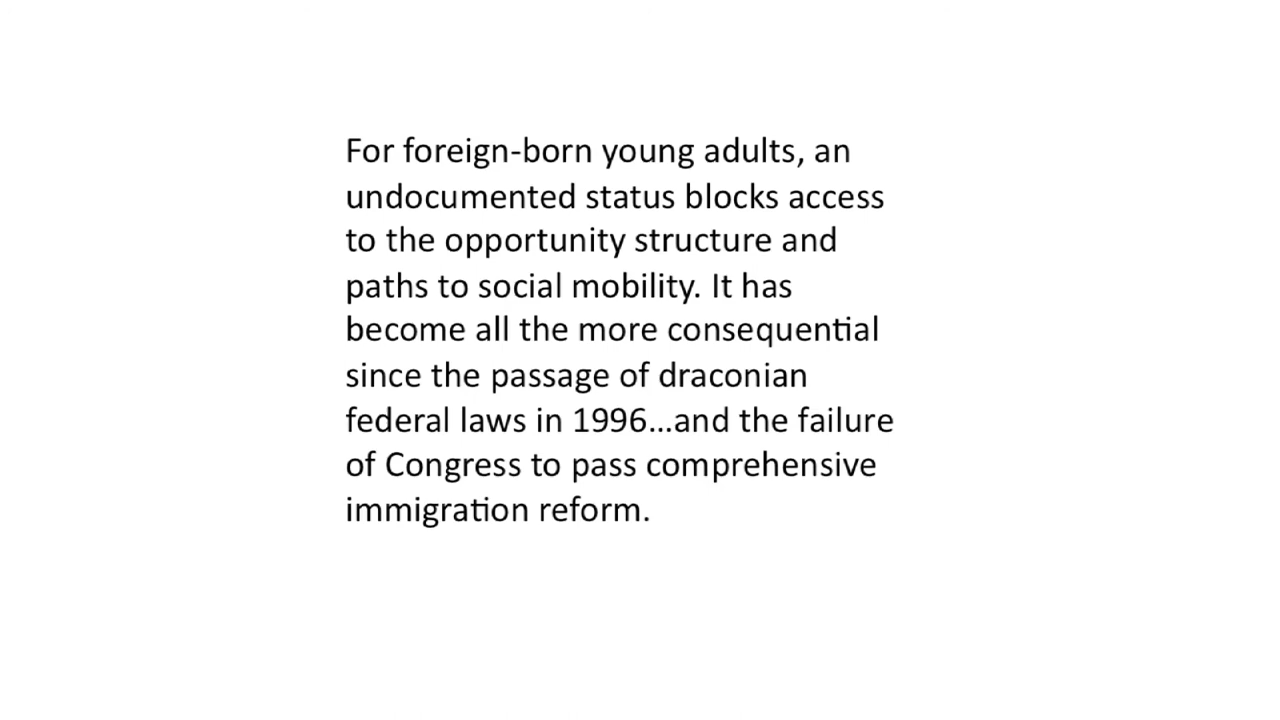 For foreign-born young adults, an
undocumented status blocks access
to the opportunity structure and
paths to social mobility. It has
become all the more consequential
since the passage of draconian
federal laws in 1996...and the failure
of Congress to pass comprehensive
immigration reform.